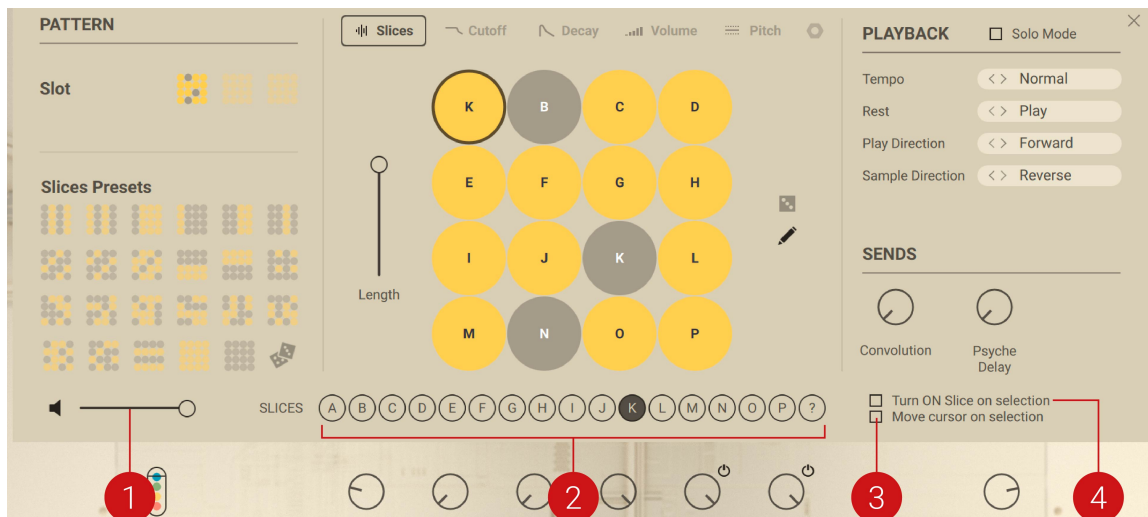 PATTERN
Slices
Cutoff
Decay
Volume
Pitch
PLAYBACK
Solo Mode
Slot
Tempo
< > Normal
Rest
< > Play
Play Direction
< > Forward
Sample Direction
< > Reverse
K B C D
E F G H
I J K L
M N O P
Length
Slices Presets
SENDS
Convolution
Psyche
Delay
SLICES
A B C D E F G H I J K L M N O P ?
Turn ON Slice on selection
Move cursor on selection
1
2
3
4